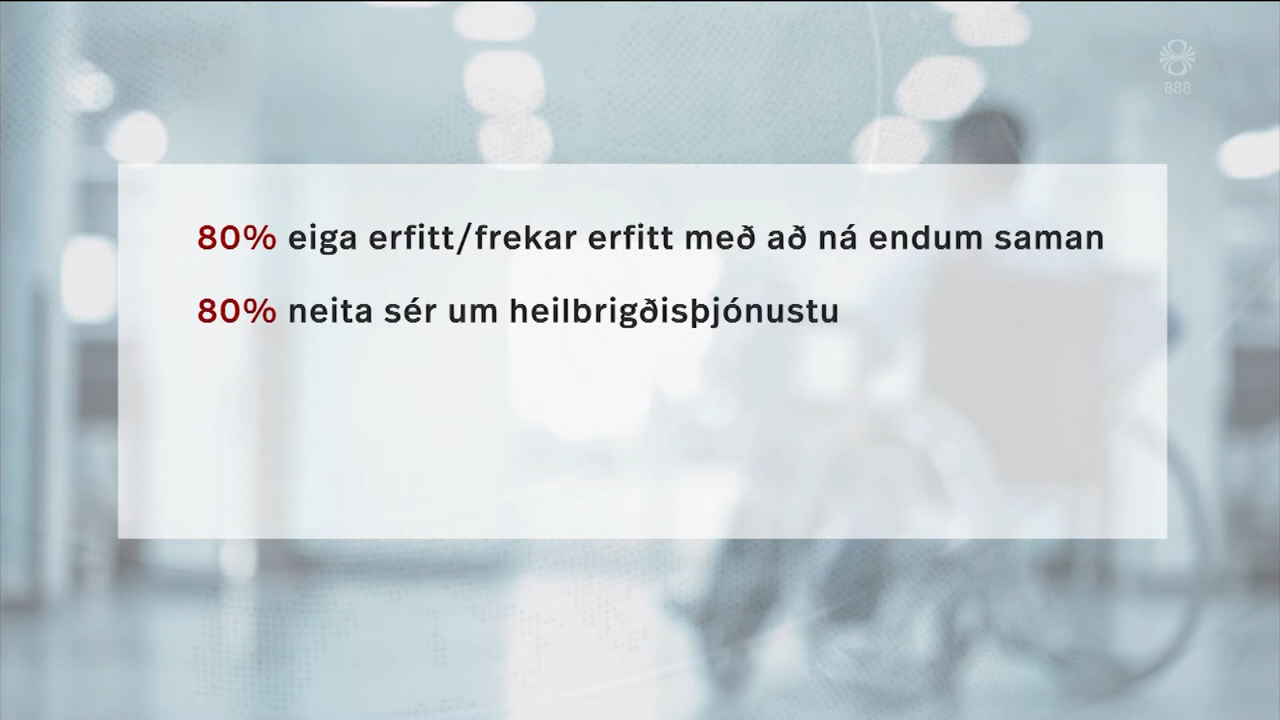 888
80% eiga erfitt/frekar erfitt með að ná endum saman
80% neita sér um heilbrigðisþjónustu